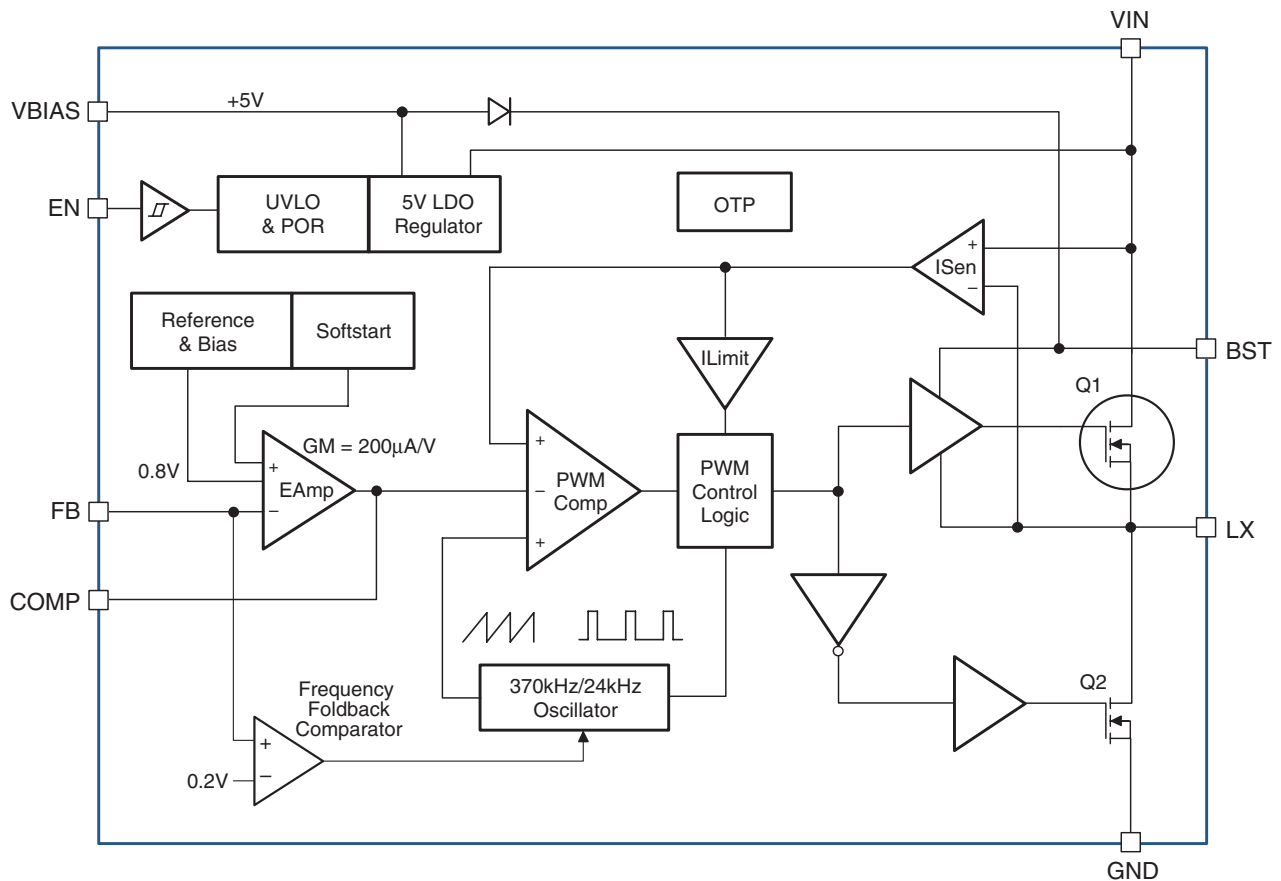 VIN
VBIAS
+5V
EN
UVLO
& POR
5V LDO
Regulator
OTP
+
ISen
−
Reference
& Bias
Softstart
ILimit
BST
Q1
GM = 200µA/V
+
0.8V
EAmp
−
FB
+
PWM
Comp
−
+
PWM
Control
Logic
LX
COMP
370kHz/24kHz
Oscillator
Frequency
Foldback
Comparator
Q2
+
0.2V
−
GND